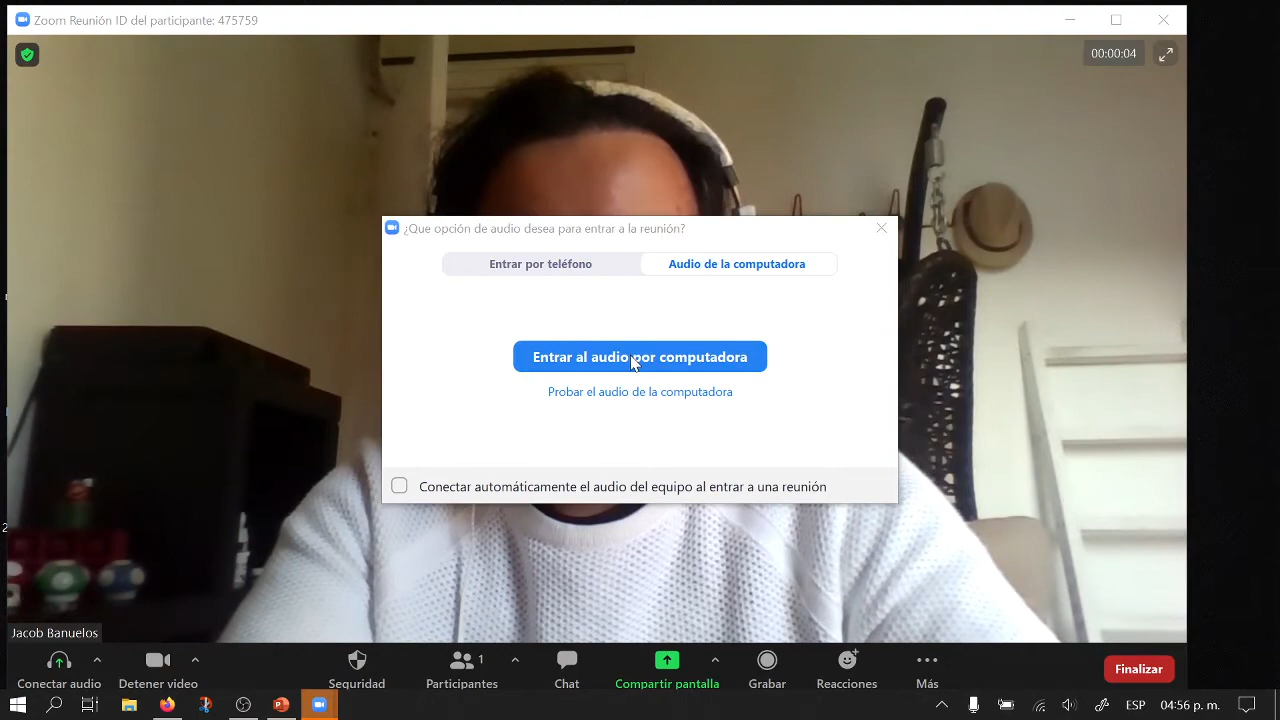 Zoom Reunión ID del participante: 475759
00:00:04
¿Que opción de audio desea para entrar a la reunión?
Entrar por teléfono
Audio de la computadora
Entrar al audio por computadora
Probar el audio de la computadora
Conectar automáticamente el audio del equipo al entrar a una reunión
Jacob Banuelos
Conectar audio
Detener video
Seguridad
1
Participantes
Chat
Compartir pantalla
Grabar
Reacciones
Más
Finalizar
ESP
04:56 p. m.